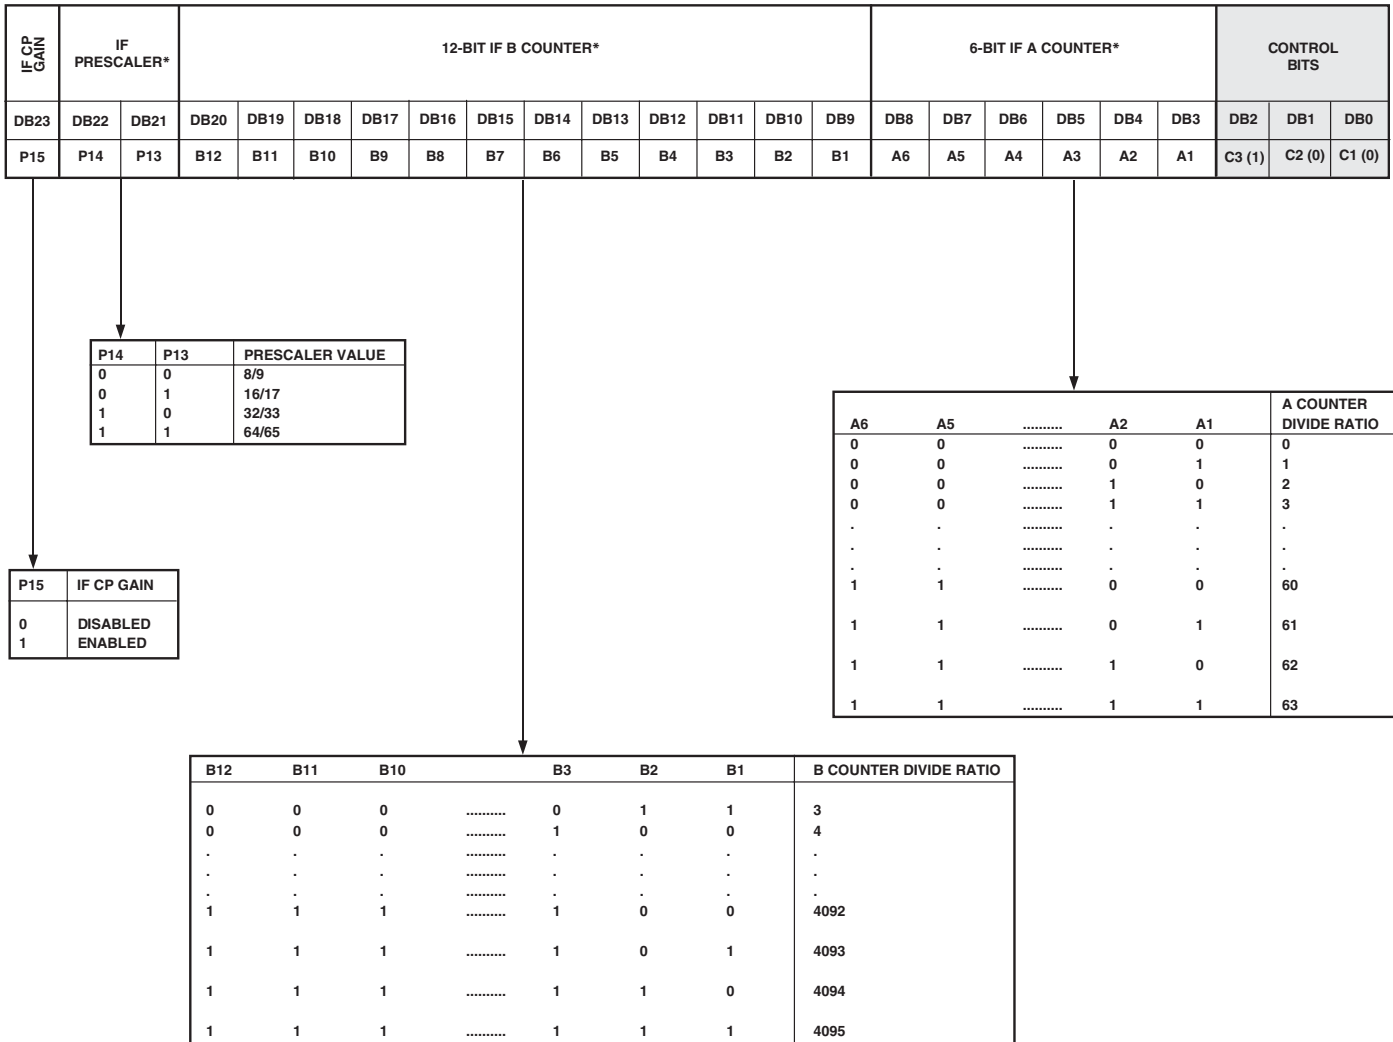 IF CP GAIN
IF PRESCALER*
12-BIT IF B COUNTER*
6-BIT IF A COUNTER*
CONTROL BITS
DB23 DB22 DB21 DB20 DB19 DB18 DB17 DB16 DB15 DB14 DB13 DB12 DB11 DB10 DB9 DB8 DB7 DB6 DB5 DB4 DB3 DB2 DB1 DB0
P15 P14 P13 B12 B11 B10 B9 B8 B7 B6 B5 B4 B3 B2 B1 A6 A5 A4 A3 A2 A1 C3 (1) C2 (0) C1 (0)
P14 P13 PRESCALER VALUE
0 0 8/9
0 1 16/17
1 0 32/33
1 1 64/65
A6 A5 .......... A2 A1 A COUNTER DIVIDE RATIO
0 0 .......... 0 0 0
0 0 .......... 0 1 1
0 0 .......... 1 0 2
0 0 .......... 1 1 3
. . .......... . . .
. . .......... . . .
. . .......... . . .
1 1 .......... 0 0 60
1 1 .......... 0 1 61
1 1 .......... 1 0 62
1 1 .......... 1 1 63
P15 IF CP GAIN
0 DISABLED
1 ENABLED
B12 B11 B10 B3 B2 B1 B COUNTER DIVIDE RATIO
0 0 0 .......... 0 1 1 3
0 0 0 .......... 1 0 0 4
. . . .......... . . . .
. . . .......... . . . .
. . . .......... . . . .
1 1 1 .......... 1 0 0 4092
1 1 1 .......... 1 0 1 4093
1 1 1 .......... 1 1 0 4094
1 1 1 .......... 1 1 1 4095